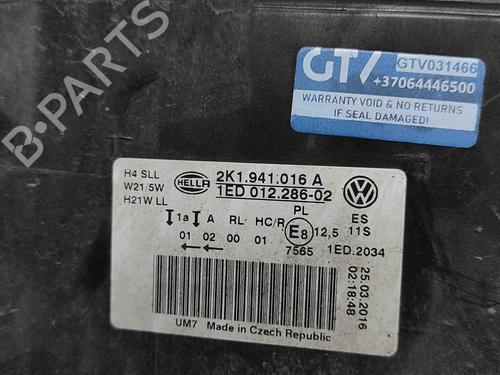 B-PARTS
GTV
GTV031466
+37064446500
WARRANTY VOID & NO RETURNS
IF SEAL DAMAGED!
H4 SLL
W21/5W
H21W LL
HELLA
2K1.941.016 A
1ED 012.286-02
PL
ES
1a A RL HC/R E8 12,5 11S
01 02 00 01 7565 1ED.2034
25.03.2016
02:18:48
UM7 Made in Czech Republic